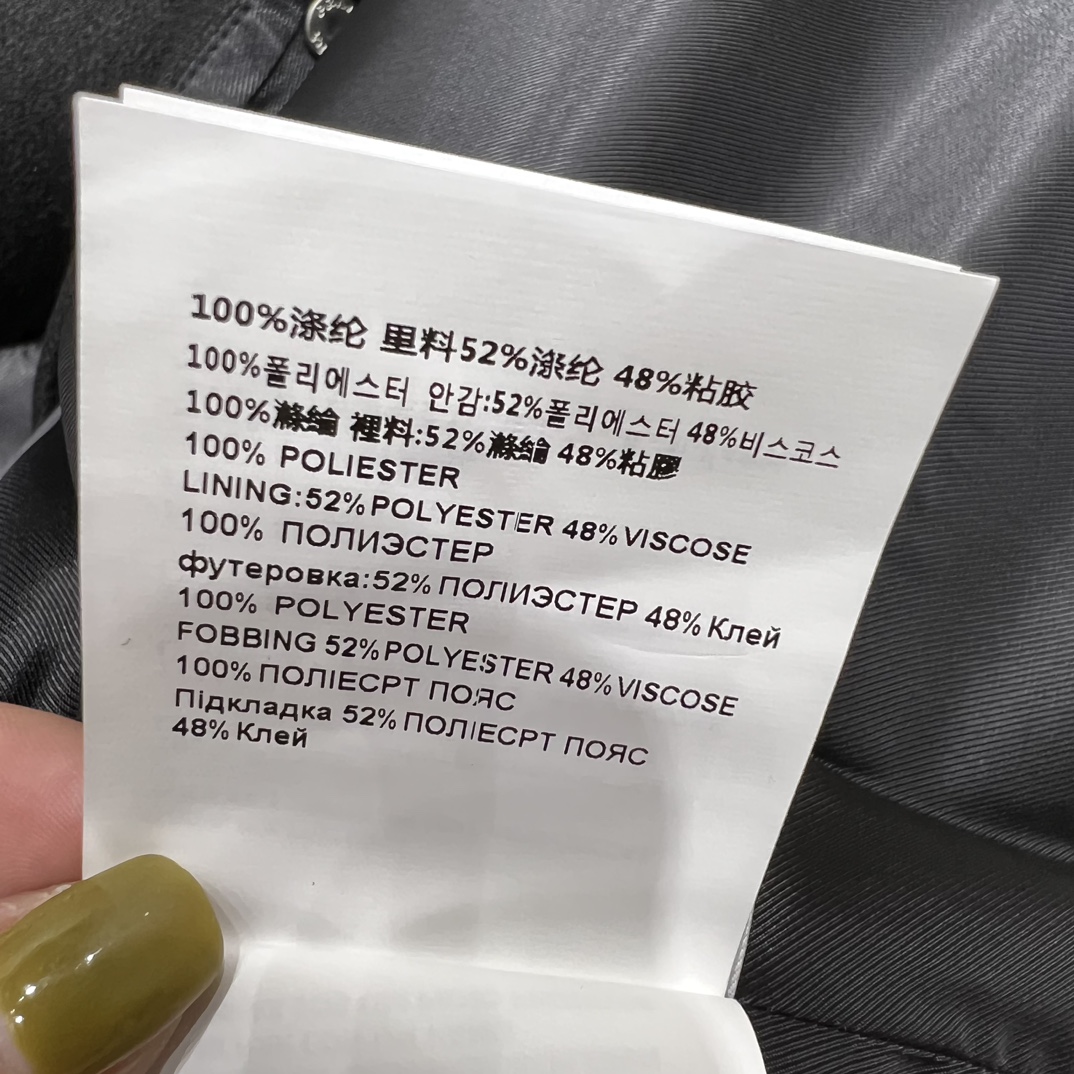 100%涤纶 里料52%涤纶 48%粘胶
100%폴리에스터 안감:52%폴리에스터 48%비스코스
100%滌綸 裡料:52%滌綸 48%粘膠
100% POLIESTER
LINING:52%POLYESTER 48%VISCOSE
100% ПОЛИЭСТЕР
футеровка:52%ПОЛИЭСТЕР 48%Клей
100% POLYESTER
FOBBING 52%POLYESTER 48%VISCOSE
100%ПОЛІЕСРТ ПОЯС
Підкладка 52%ПОЛІЕСРТ ПОЯС
48%Клей